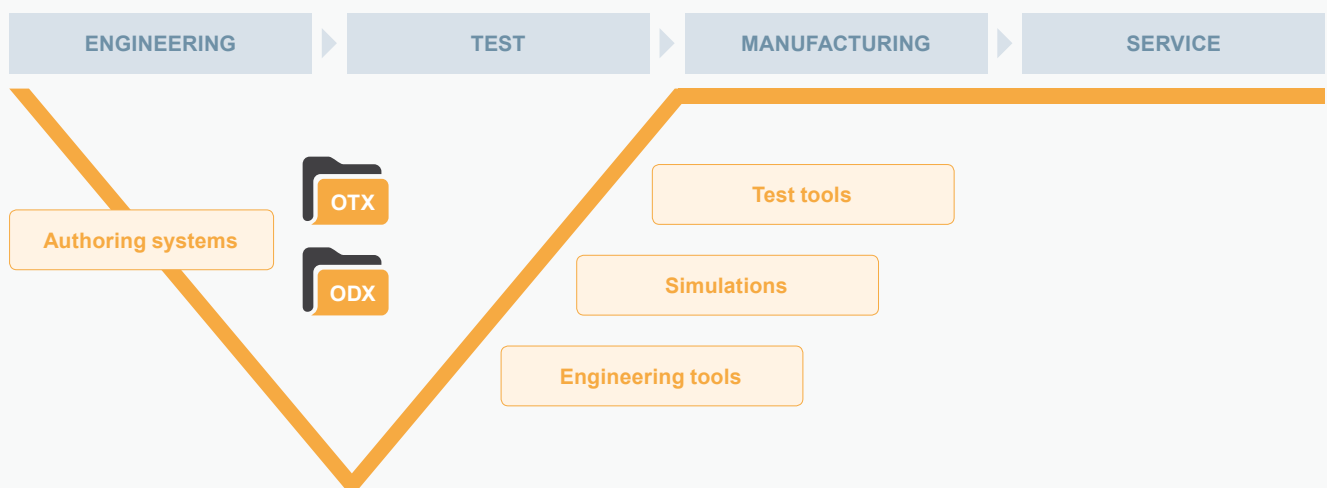 ENGINEERING
TEST
MANUFACTURING
SERVICE
OTX
Test tools
Authoring systems
ODX
Simulations
Engineering tools